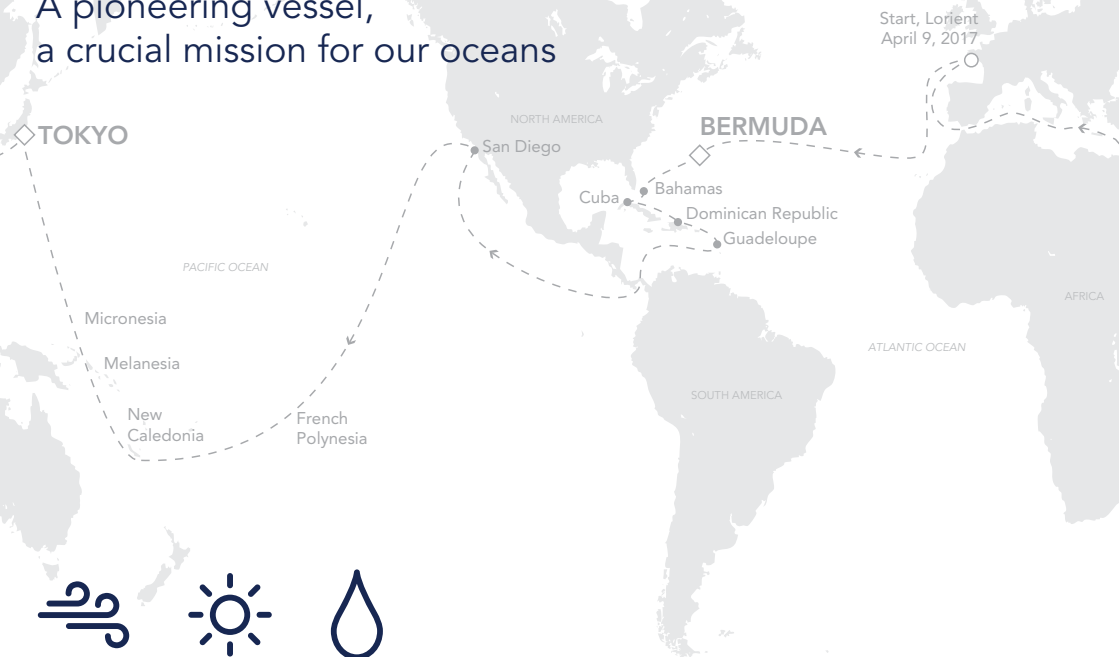 A pioneering vessel,
a crucial mission for our oceans
Start, Lorient
April 9, 2017
TOKYO
NORTH AMERICA
BERMUDA
San Diego
Bahamas
Cuba
Dominican Republic
Guadeloupe
PACIFIC OCEAN
AFRICA
Micronesia
ATLANTIC OCEAN
Melanesia
SOUTH AMERICA
New
Caledonia
French
Polynesia